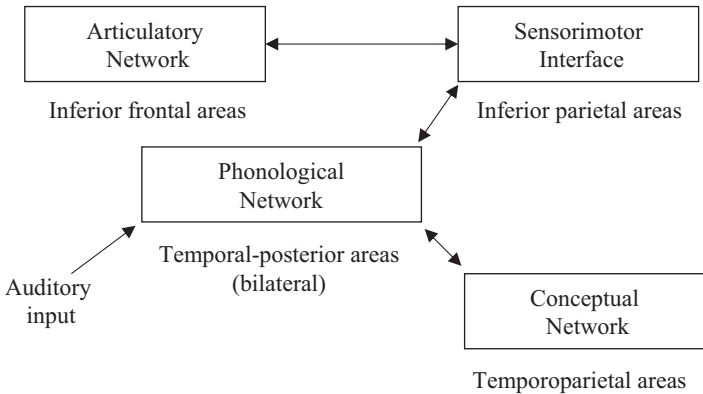 Articulatory
Network
Sensorimotor
Interface
Inferior frontal areas
Inferior parietal areas
Phonological
Network
Temporal-posterior areas
(bilateral)
Auditory
input
Conceptual
Network
Temporoparietal areas